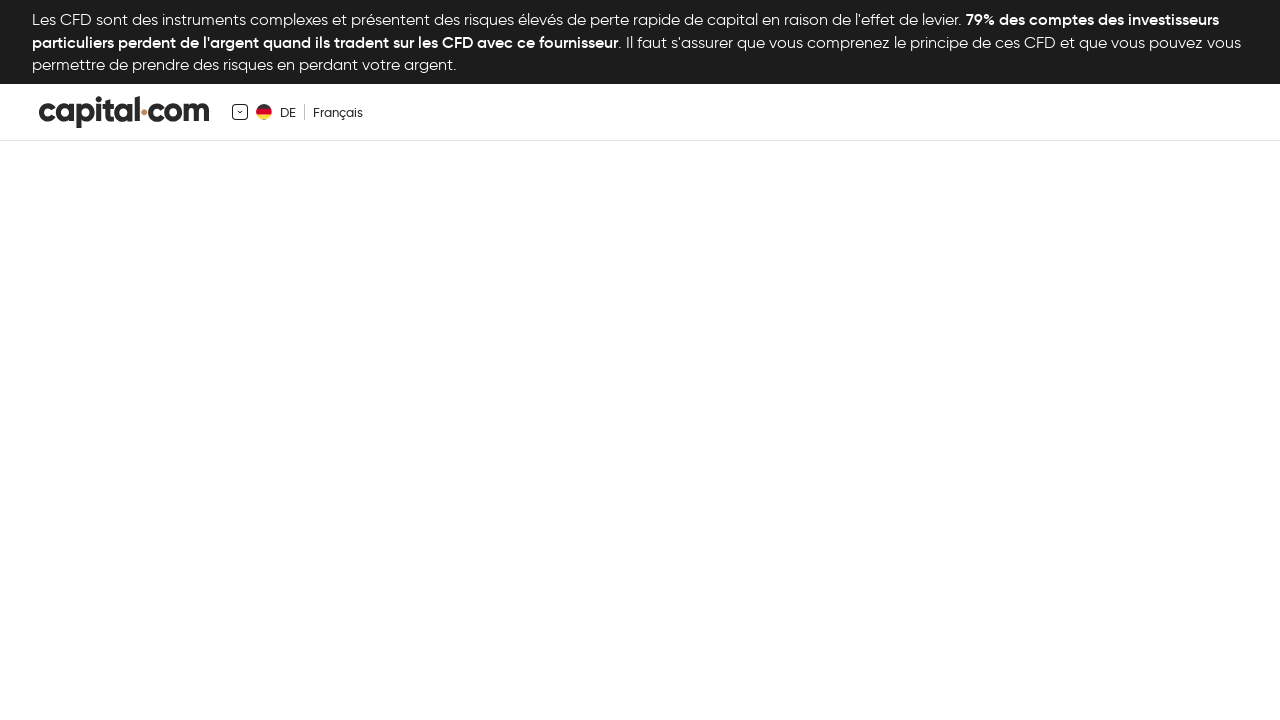 Les CFD sont des instruments complexes et présentent des risques élevés de perte rapide de capital en raison de l'effet de levier. 79% des comptes des investisseurs
particuliers perdent de l'argent quand ils tradent sur les CFD avec ce fournisseur. Il faut s'assurer que vous comprenez le principe de ces CFD et que vous pouvez vous
permettre de prendre des risques en perdant votre argent.
capital.com DE Français